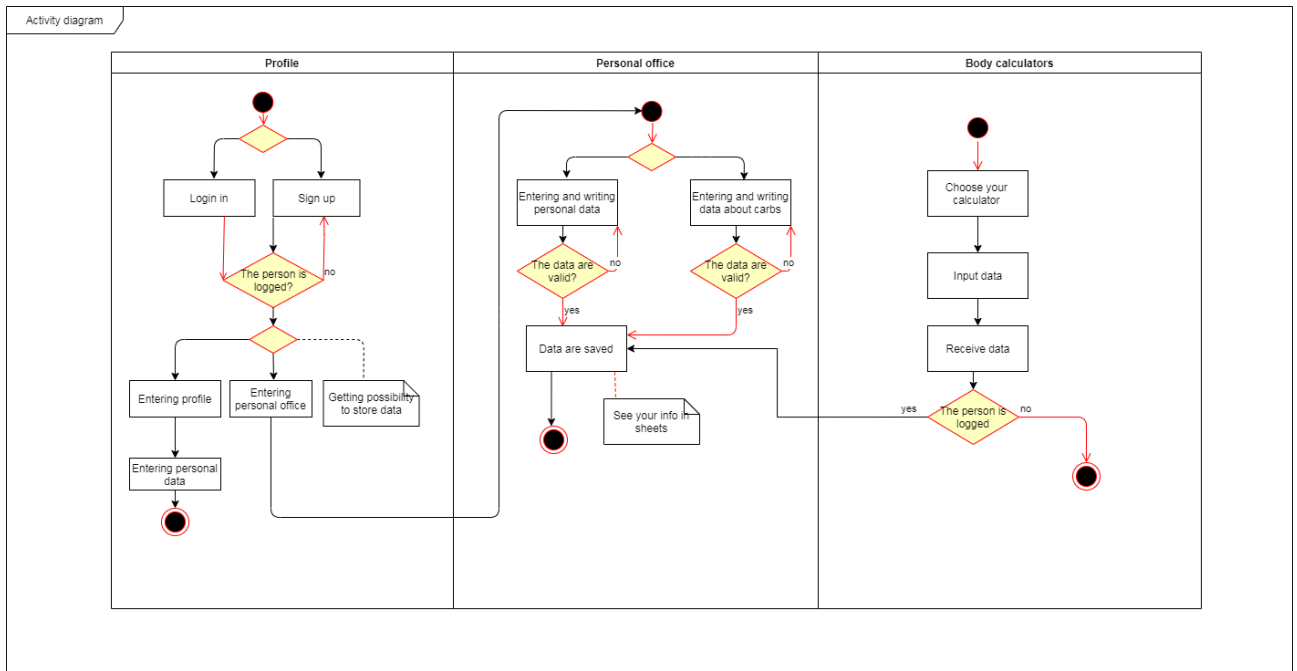 Activity diagram
Profile
Personal office
Body calculators
Login in
Sign up
The person is
logged?
no
Entering profile
Entering
personal office
Getting possibility
to store data
Entering personal
data
Entering and writing
personal data
Entering and writing
data about carbs
The data are
valid?
no
The data are
valid?
no
yes
yes
Data are saved
See your info in
sheets
Choose your
calculator
Input data
Receive data
The person is
logged
yes
no